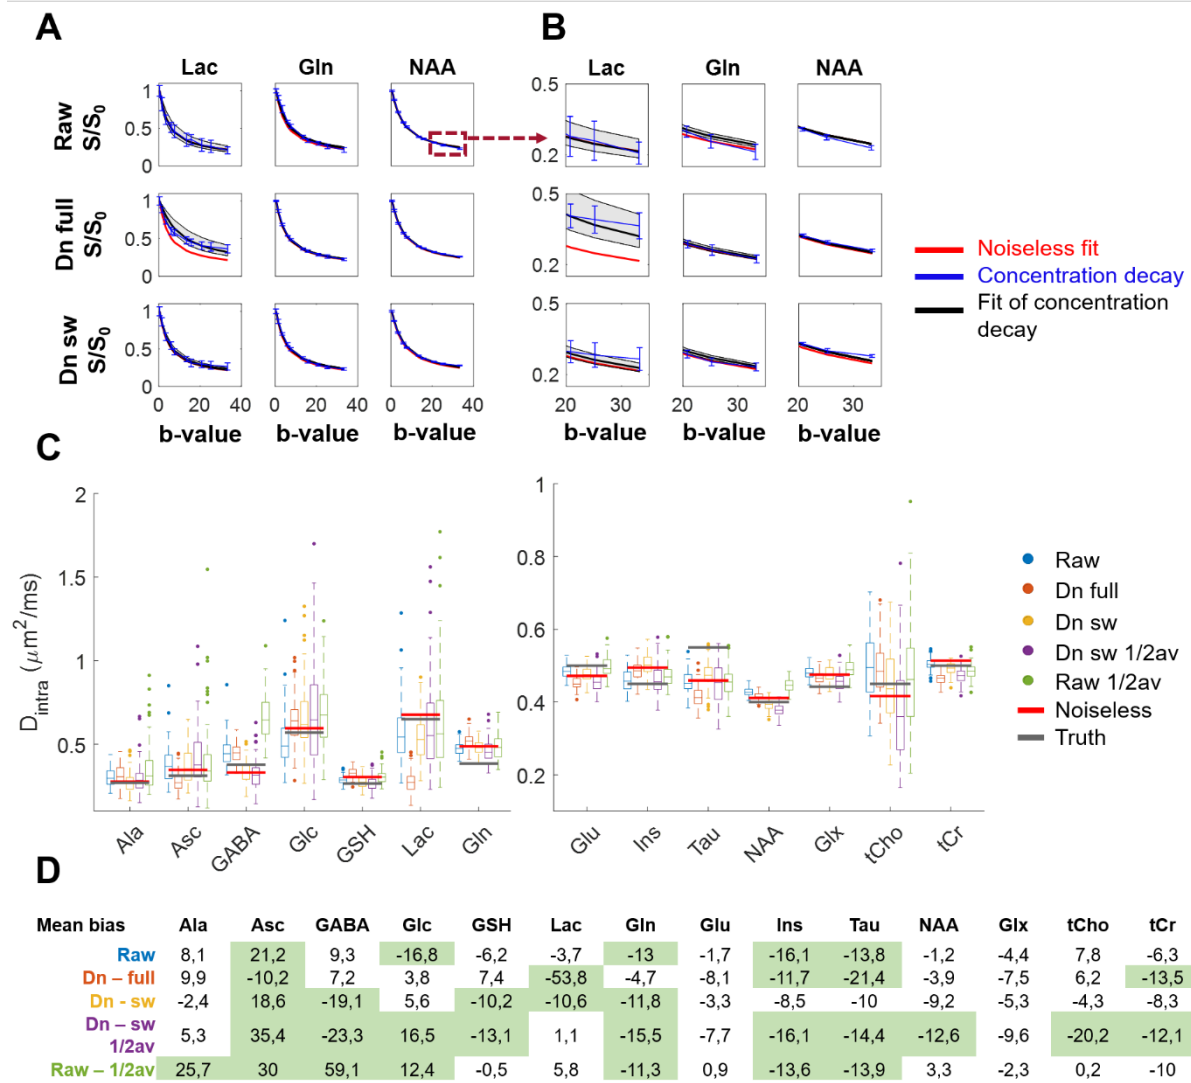 A
B
Lac Gln NAA
Lac Gln NAA
Raw
S/S0
1
0.5
0
0.5
0.2
Dn full
S/S0
1
0.5
0
0.5
0.2
Dn sw
S/S0
1
0.5
0
0.5
0.2
0 20 40 0 20 40 0 20 40
20 30 20 30 20 30
b-value b-value b-value
b-value b-value b-value
Noiseless fit
Concentration decay
Fit of concentration
decay
C
D_intra (μm²/ms)
2
1.5
1
0.5
Ala Asc GABA Glc GSH Lac Gln
1
0.8
0.6
0.4
0.2
Glu Ins Tau NAA Glx tCho tCr
Raw
Dn full
Dn sw
Dn sw 1/2av
Raw 1/2av
Noiseless
Truth
D
Mean bias Ala Asc GABA Glc GSH Lac Gln Glu Ins Tau NAA Glx tCho tCr
Raw 8,1 21,2 9,3 -16,8 -6,2 -3,7 -13 -1,7 -16,1 -13,8 -1,2 -4,4 7,8 -6,3
Dn – full 9,9 -10,2 7,2 3,8 7,4 -53,8 -4,7 -8,1 -11,7 -21,4 -3,9 -7,5 6,2 -13,5
Dn - sw -2,4 18,6 -19,1 5,6 -10,2 -10,6 -11,8 -3,3 -8,5 -10 -9,2 -5,3 -4,3 -8,3
Dn – sw
1/2av 5,3 35,4 -23,3 16,5 -13,1 1,1 -15,5 -7,7 -16,1 -14,4 -12,6 -9,6 -20,2 -12,1
Raw – 1/2av 25,7 30 59,1 12,4 -0,5 5,8 -11,3 0,9 -13,6 -13,9 3,3 -2,3 0,2 -10